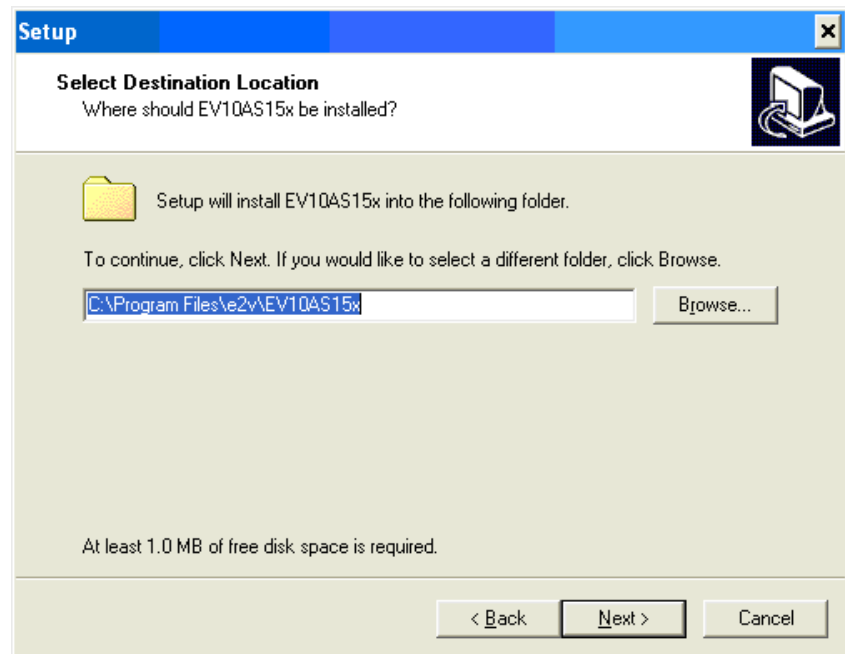 Setup
Select Destination Location
Where should EV10AS15x be installed?
Setup will install EV10AS15x into the following folder.
To continue, click Next. If you would like to select a different folder, click Browse.
C:\Program Files\e2v\EV10AS15x
Browse...
At least 1.0 MB of free disk space is required.
< Back
Next >
Cancel